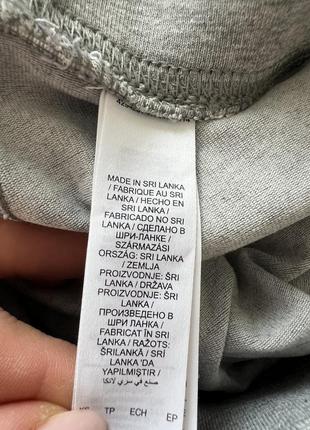 MADE IN SRI LANKA
/ FABRIQUE AU SRI
LANKA / HECHO EN
SRI LANKA /
FABRICADO NO SRI
LANKA / СДЕЛАНО В
ШРИ-ЛАНКЕ /
SZÁRMAZÁSI
ORSZÁG: SRI
LANKA / ZEMLJA
PROIZVODNJE: ŠRI
LANKA / DRŽAVA
PROIZVODNJE: ŠRI
LANKA /
ПРОИЗВЕДЕНО В
ШРИ ЛАНКА /
FABRICAT ÎN SRI
LANKA / RAŽOTS:
ŠRILANKĀ / SRİ
LANKA 'DA
YAPILMIŞTIR /
صنع في سري لانكا
TP ECH EP